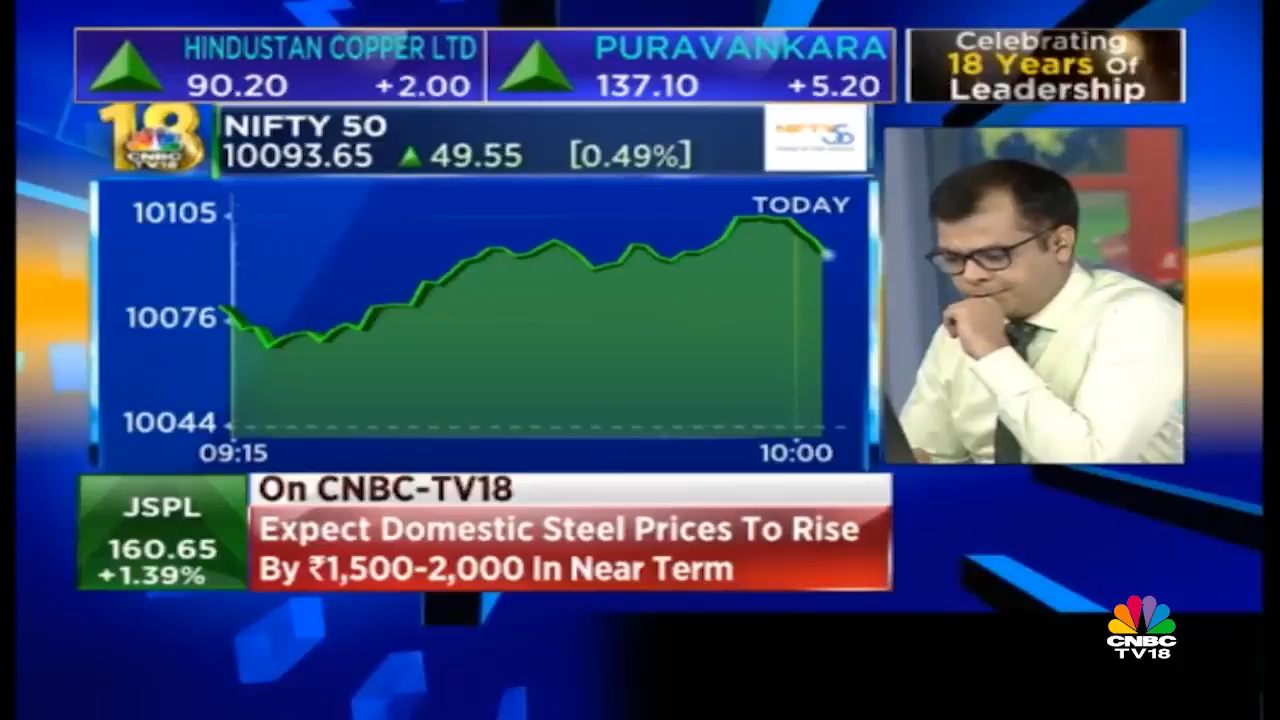 HINDUSTAN COPPER LTD
90.20 +2.00
PURAVANKARA
137.10 +5.20
Celebrating
18 Years Of
Leadership
18
CNBC
TV18
NIFTY 50
10093.65 49.55 [0.49%]
TODAY
10105
10076
10044
09:15 10:00
JSPL
160.65
+1.39%
On CNBC-TV18
Expect Domestic Steel Prices To Rise
By ₹1,500-2,000 In Near Term
CNBC
TV18